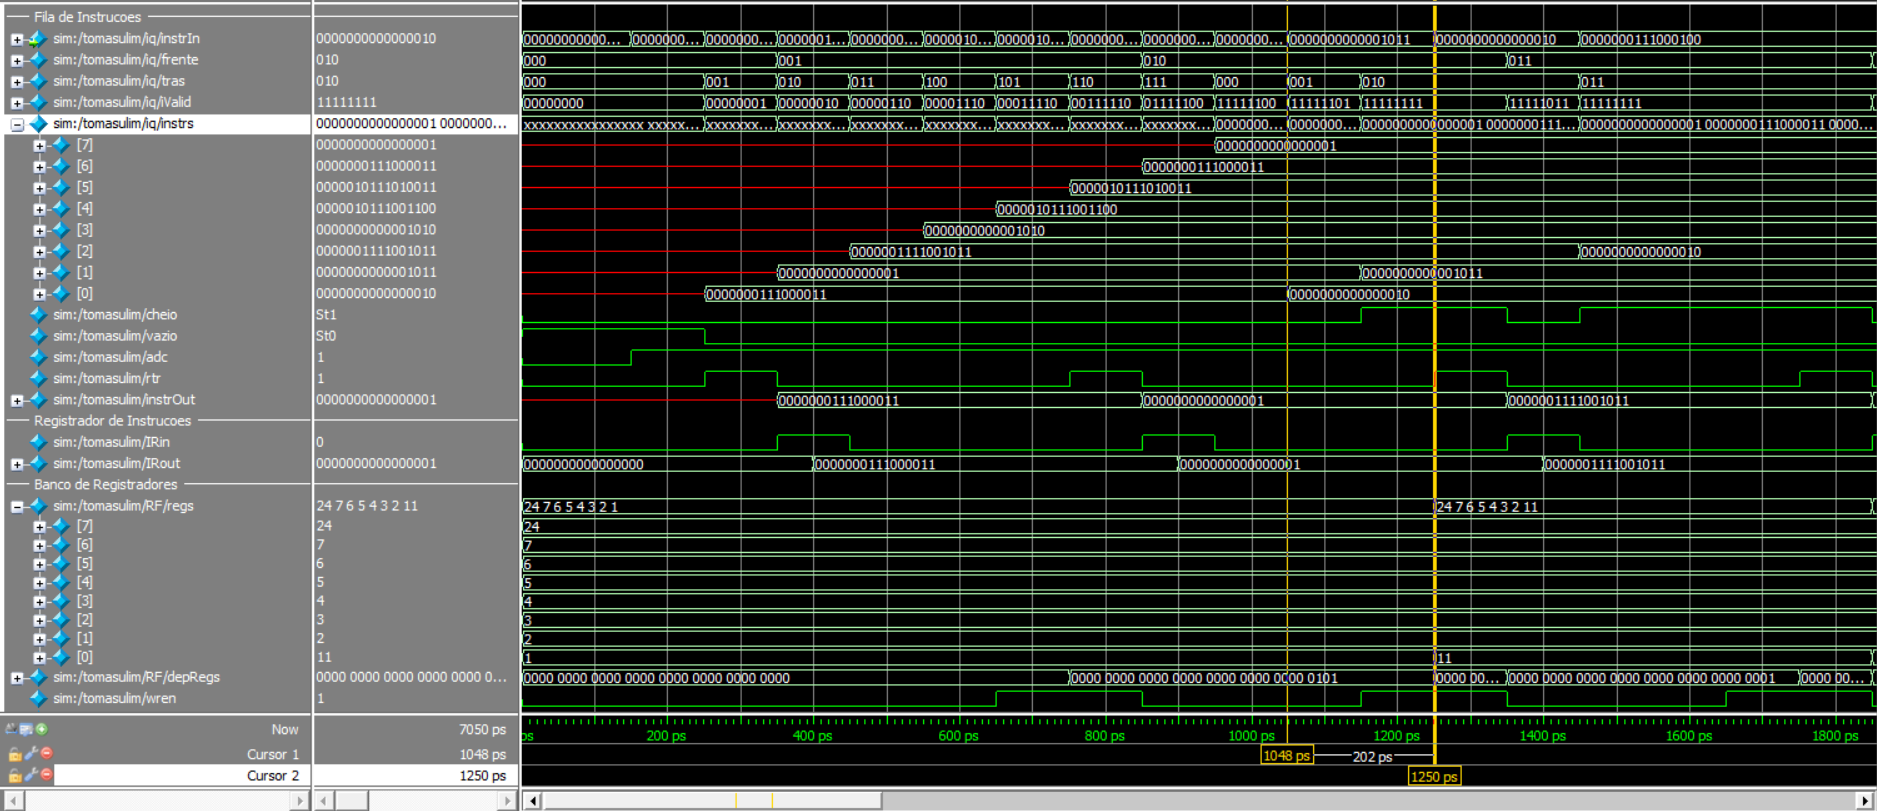 Fila de Instrucoes
sim:/tomasulim/iq/instrIn 0000000000000010 00000000000... 0000000... 0000000... 0000001... 0000000... 0000010... 0000010... 0000000... 0000000... 0000000... 0000000000001011 0000000000000010 0000000111000100
sim:/tomasulim/iq/frente 010 000 001 010 011
sim:/tomasulim/iq/tras 010 000 001 010 011 100 101 110 111 000 001 010 011
sim:/tomasulim/iq/iValid 11111111 00000000 00000001 00000010 00000110 00001110 00011110 00111110 01111100 11111100 11111101 11111111 11111011 11111111
sim:/tomasulim/iq/instrs 0000000000000001 0000000... xxxxxxxxxxxxxxxx xxxxx... xxxxxxx... xxxxxxx... xxxxxxx... xxxxxxx... xxxxxxx... xxxxxxx... xxxxxxx... 0000000... 0000000... 0000000000000001 0000000111... 0000000000000001 0000000111000011 0000...
[7] 0000000000000001 0000000000000001
[6] 0000000111000011 0000000111000011
[5] 0000010111010011 0000010111010011
[4] 0000010111001100 0000010111001100
[3] 0000000000001010 0000000000001010
[2] 0000001111001011 0000001111001011 0000000000000010
[1] 0000000000001011 0000000000000001 0000000000001011
[0] 0000000000000010 0000000111000011 0000000000000010
sim:/tomasulim/cheio St1
sim:/tomasulim/vazio St0
sim:/tomasulim/adc 1
sim:/tomasulim/rtr 1
sim:/tomasulim/instrOut 0000000000000001 0000000111000011 0000000000000001 0000001111001011
Registrador de Instrucoes
sim:/tomasulim/IRin 0
sim:/tomasulim/IRout 0000000000000001 0000000000000000 0000000111000011 0000000000000001 0000001111001011
Banco de Registradores
sim:/tomasulim/RF/regs 24 7 6 5 4 3 2 11 24 7 6 5 4 3 2 1 24 7 6 5 4 3 2 11
[7] 24 24
[6] 7 7
[5] 6 6
[4] 5 5
[3] 4 4
[2] 3 3
[1] 2 2
[0] 11 1 11
sim:/tomasulim/RF/depRegs 0000 0000 0000 0000 0000 0... 0000 0000 0000 0000 0000 0000 0000 0000 0000 0000 0000 0000 0000 0000 0000 0101 0000 00... 0000 0000 0000 0000 0000 0000 0000 0001 0000 00...
sim:/tomasulim/wren 1
Now 7050 ps ps 200 ps 400 ps 600 ps 800 ps 1000 ps 1200 ps 1400 ps 1600 ps 1800 ps
Cursor 1 1048 ps 1048 ps 202 ps
Cursor 2 1250 ps 1250 ps